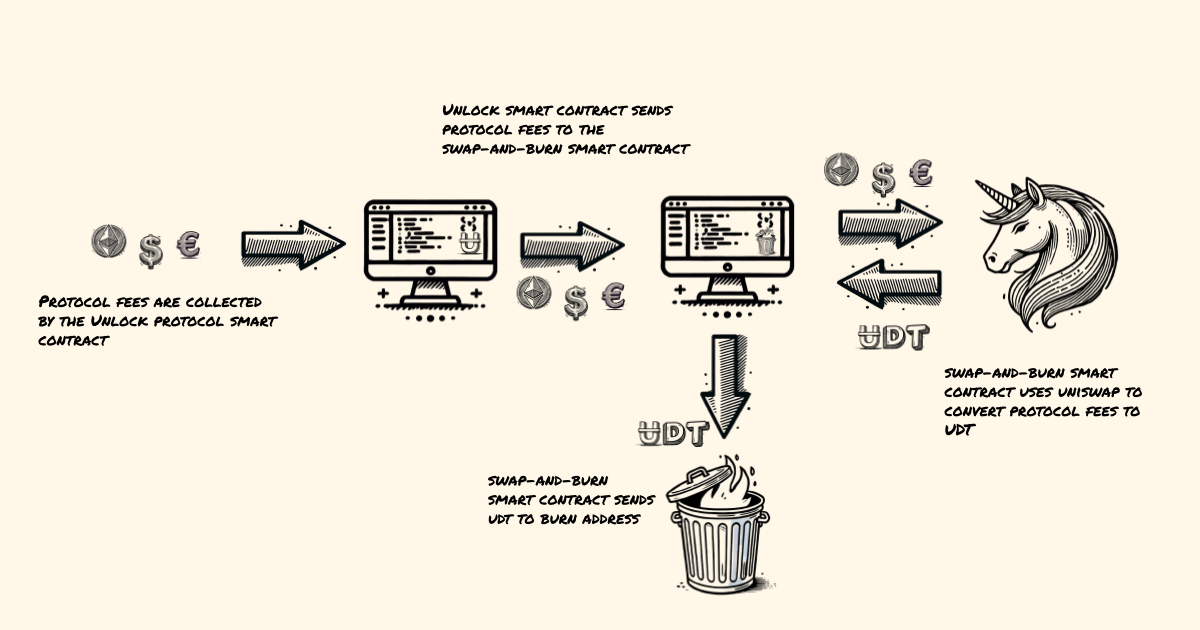 Unlock smart contract sends
protocol fees to the
swap-and-burn smart contract
$ €
$ €
Protocol fees are collected
by the Unlock protocol smart
contract
$ €
UDT
swap-and-burn smart
contract uses uniswap to
convert protocol fees to
UDT
UDT
swap-and-burn
smart contract sends
udt to burn address